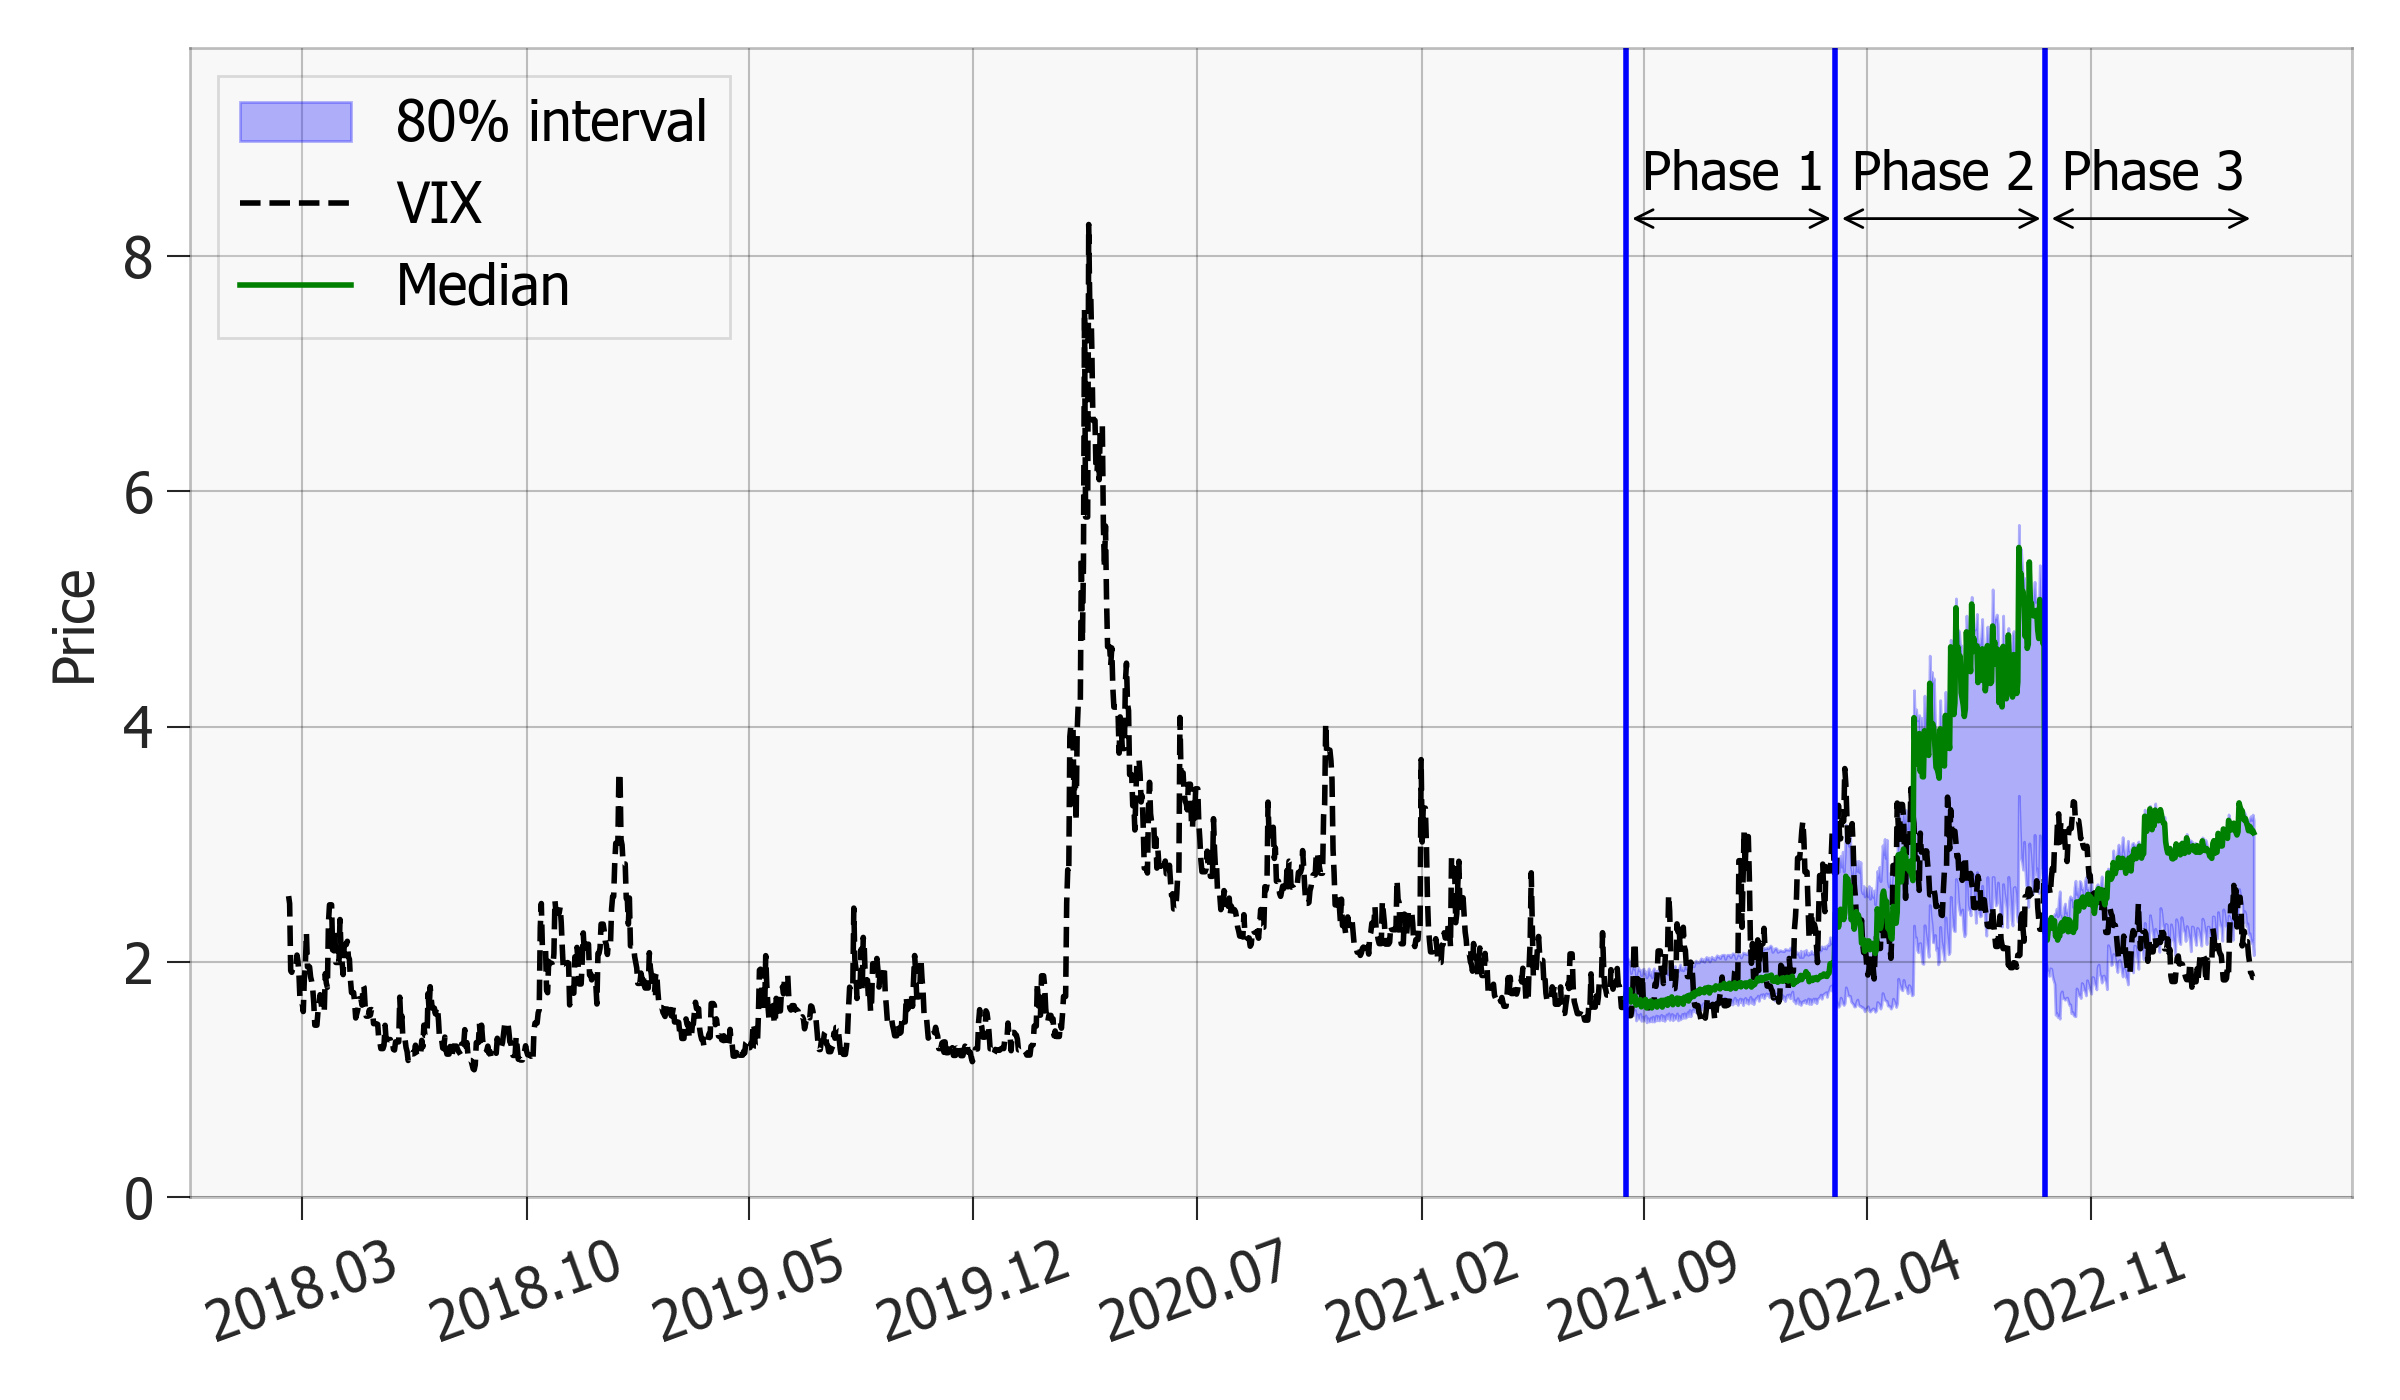 80% interval
VIX
Median
Phase 1
Phase 2
Phase 3
Price
8
6
4
2
0
2018.03
2018.10
2019.05
2019.12
2020.07
2021.02
2021.09
2022.04
2022.11